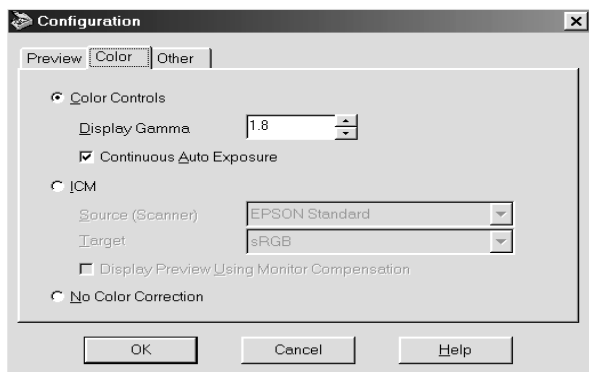 Configuration
Preview Color Other
Color Controls
Display Gamma 1.8
Continuous Auto Exposure
ICM
Source (Scanner) EPSON Standard
Target sRGB
Display Preview Using Monitor Compensation
No Color Correction
OK Cancel Help